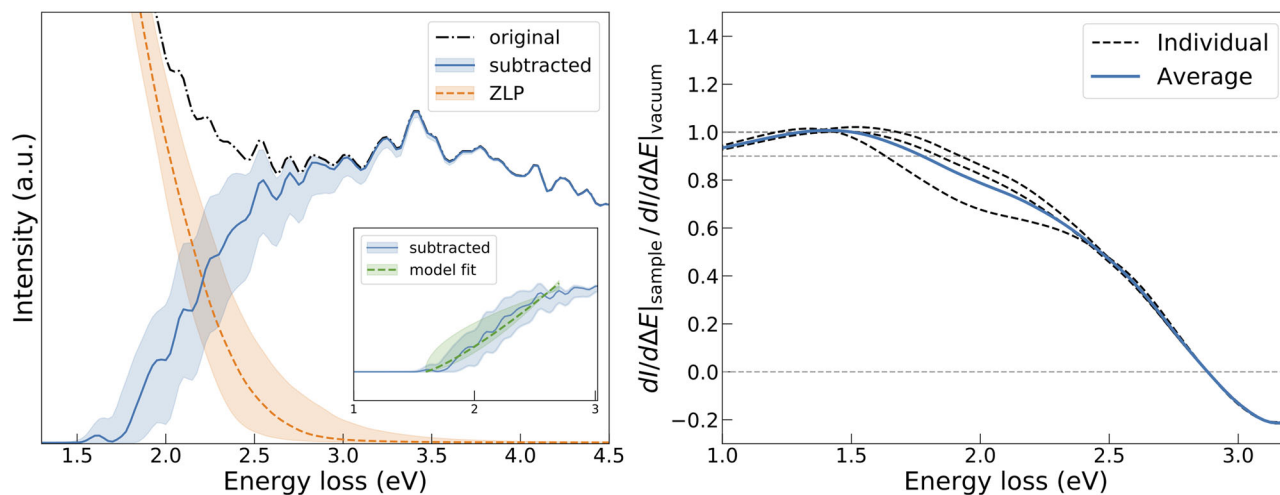 original
subtracted
ZLP
Intensity (a.u.)
subtracted
model fit
1 2 3
1.5 2.0 2.5 3.0 3.5 4.0 4.5
Energy loss (eV)
Individual
Average
dI/dΔE|sample / dI/dΔE|vacuum
1.4
1.2
1.0
0.8
0.6
0.4
0.2
0.0
−0.2
1.0 1.5 2.0 2.5 3.0
Energy loss (eV)